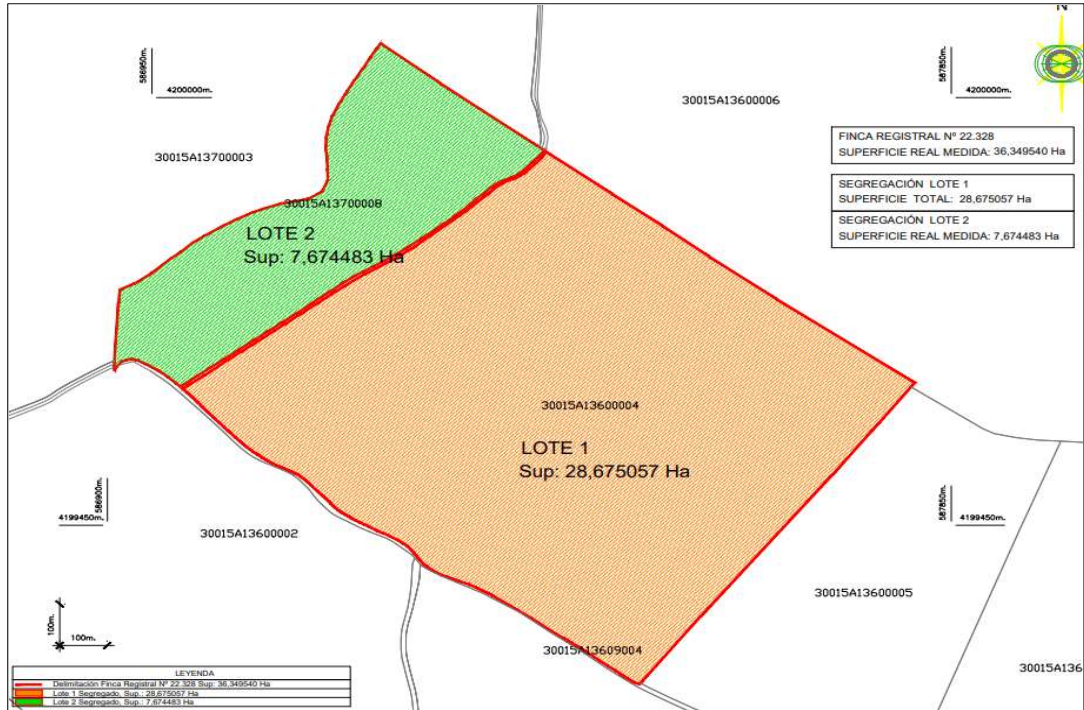 N
586950m.
4200000m.
587850m.
4200000m.
30015A13600006
FINCA REGISTRAL Nº 22.328
SUPERFICIE REAL MEDIDA: 36,349540 Ha
30015A13700003
SEGREGACIÓN LOTE 1
SUPERFICIE TOTAL: 28,675057 Ha
30015A13700008
SEGREGACIÓN LOTE 2
SUPERFICIE REAL MEDIDA: 7,674483 Ha
LOTE 2
Sup: 7,674483 Ha
30015A13600004
LOTE 1
Sup: 28,675057 Ha
586900m.
4199450m.
587850m.
4199450m.
30015A13600002
30015A13600005
100m.
100m.
30015A13609004
30015A136
LEYENDA
Delimitación Finca Registral Nº 22.328 Sup: 36,349540 Ha
Lote 1 Segregado, Sup.: 28,675057 Ha
Lote 2 Segregado, Sup.: 7,674483 Ha